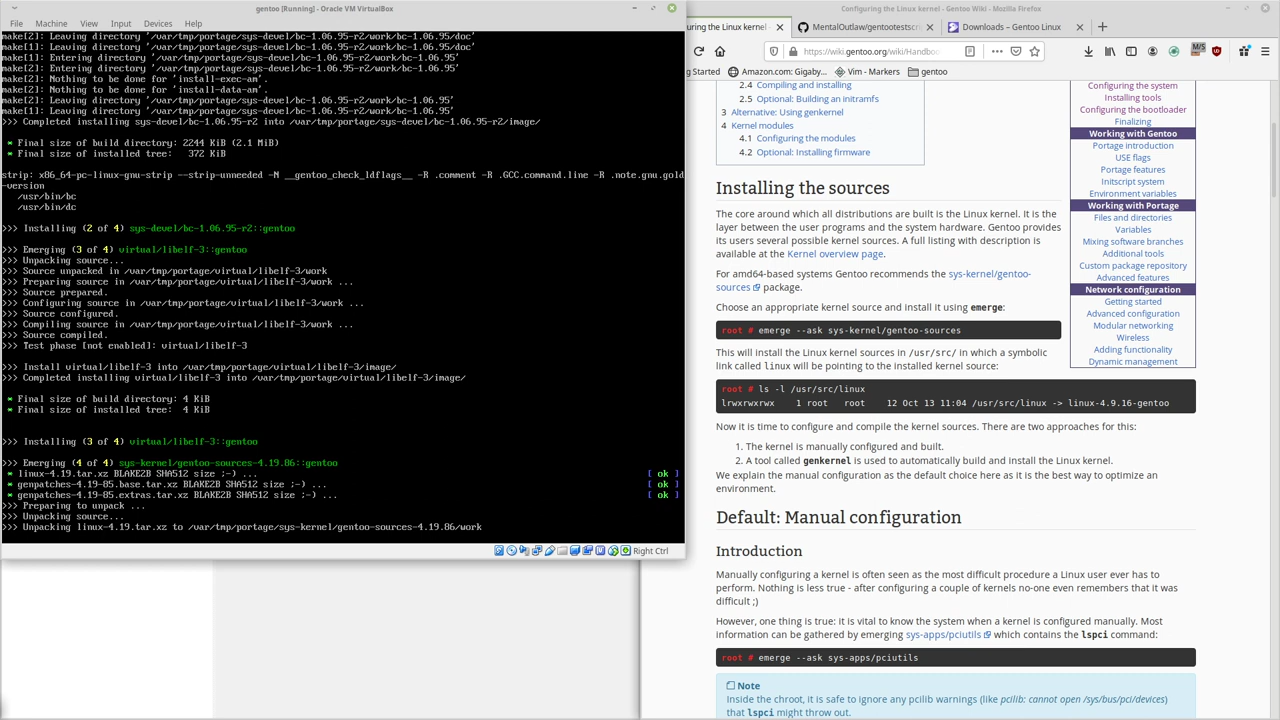 gentoo [Running] - Oracle VM VirtualBox
File Machine View Input Devices Help
make[2]: Leaving directory '/var/tmp/portage/sys-devel/bc-1.06.95-r2/work/bc-1.06.95/doc'
make[1]: Leaving directory '/var/tmp/portage/sys-devel/bc-1.06.95-r2/work/bc-1.06.95/doc'
make[1]: Entering directory '/var/tmp/portage/sys-devel/bc-1.06.95-r2/work/bc-1.06.95'
make[2]: Entering directory '/var/tmp/portage/sys-devel/bc-1.06.95-r2/work/bc-1.06.95'
make[2]: Nothing to be done for 'install-exec-am'.
make[2]: Nothing to be done for 'install-data-am'.
make[2]: Leaving directory '/var/tmp/portage/sys-devel/bc-1.06.95-r2/work/bc-1.06.95'
make[1]: Leaving directory '/var/tmp/portage/sys-devel/bc-1.06.95-r2/work/bc-1.06.95'
>>> Completed installing sys-devel/bc-1.06.95-r2 into /var/tmp/portage/sys-devel/bc-1.06.95-r2/image/
* Final size of build directory: 2244 KiB (2.1 MiB)
* Final size of installed tree: 372 KiB
strip: x86_64-pc-linux-gnu-strip --strip-unneeded -N __gentoo_check_ldflags__ -R .comment -R .GCC.command.line -R .note.gnu.gold
-version
/usr/bin/bc
/usr/bin/dc
>>> Installing (2 of 4) sys-devel/bc-1.06.95-r2::gentoo
>>> Emerging (3 of 4) virtual/libelf-3::gentoo
>>> Unpacking source...
>>> Source unpacked in /var/tmp/portage/virtual/libelf-3/work
>>> Preparing source in /var/tmp/portage/virtual/libelf-3/work ...
>>> Source prepared.
>>> Configuring source in /var/tmp/portage/virtual/libelf-3/work ...
>>> Source configured.
>>> Compiling source in /var/tmp/portage/virtual/libelf-3/work ...
>>> Source compiled.
>>> Test phase [not enabled]: virtual/libelf-3
>>> Install virtual/libelf-3 into /var/tmp/portage/virtual/libelf-3/image/
>>> Completed installing virtual/libelf-3 into /var/tmp/portage/virtual/libelf-3/image/
* Final size of build directory: 4 KiB
* Final size of installed tree: 4 KiB
>>> Installing (3 of 4) virtual/libelf-3::gentoo
>>> Emerging (4 of 4) sys-kernel/gentoo-sources-4.19.86::gentoo
* linux-4.19.tar.xz BLAKE2B SHA512 size ;-) ... [ ok ]
* genpatches-4.19-85.base.tar.xz BLAKE2B SHA512 size ;-) ... [ ok ]
* genpatches-4.19-85.extras.tar.xz BLAKE2B SHA512 size ;-) ... [ ok ]
>>> Preparing to unpack ...
>>> Unpacking source...
>>> Unpacking linux-4.19.tar.xz to /var/tmp/portage/sys-kernel/gentoo-sources-4.19.86/work
Right Ctrl
Configuring the Linux kernel - Gentoo Wiki - Mozilla Firefox
uring the Linux kernel - MentalOutlaw/gentootestscri Downloads – Gentoo Linux
https://wiki.gentoo.org/wiki/Handbo
M/S
g Started Amazon.com: Gigaby... Vim - Markers gentoo
2.4 Compiling and installing
2.5 Optional: Building an initramfs
3 Alternative: Using genkernel
4 Kernel modules
4.1 Configuring the modules
4.2 Optional: Installing firmware
Configuring the system
Installing tools
Configuring the bootloader
Finalizing
Working with Gentoo
Portage introduction
USE flags
Portage features
Initscript system
Environment variables
Working with Portage
Files and directories
Variables
Mixing software branches
Additional tools
Custom package repository
Advanced features
Network configuration
Getting started
Advanced configuration
Modular networking
Wireless
Adding functionality
Dynamic management
Installing the sources
The core around which all distributions are built is the Linux kernel. It is the
layer between the user programs and the system hardware. Gentoo provides
its users several possible kernel sources. A full listing with description is
available at the Kernel overview page.
For amd64-based systems Gentoo recommends the sys-kernel/gentoo-
sources package.
Choose an appropriate kernel source and install it using emerge:
root # emerge --ask sys-kernel/gentoo-sources
This will install the Linux kernel sources in /usr/src/ in which a symbolic
link called linux will be pointing to the installed kernel source:
root # ls -l /usr/src/linux
lrwxrwxrwx 1 root root 12 Oct 13 11:04 /usr/src/linux -> linux-4.9.16-gentoo
Now it is time to configure and compile the kernel sources. There are two approaches for this:
1. The kernel is manually configured and built.
2. A tool called genkernel is used to automatically build and install the Linux kernel.
We explain the manual configuration as the default choice here as it is the best way to optimize an
environment.
Default: Manual configuration
Introduction
Manually configuring a kernel is often seen as the most difficult procedure a Linux user ever has to
perform. Nothing is less true - after configuring a couple of kernels no-one even remembers that it was
difficult ;)
However, one thing is true: it is vital to know the system when a kernel is configured manually. Most
information can be gathered by emerging sys-apps/pciutils which contains the lspci command:
root # emerge --ask sys-apps/pciutils
Note
Inside the chroot, it is safe to ignore any pcilib warnings (like pcilib: cannot open /sys/bus/pci/devices)
that lspci might throw out.